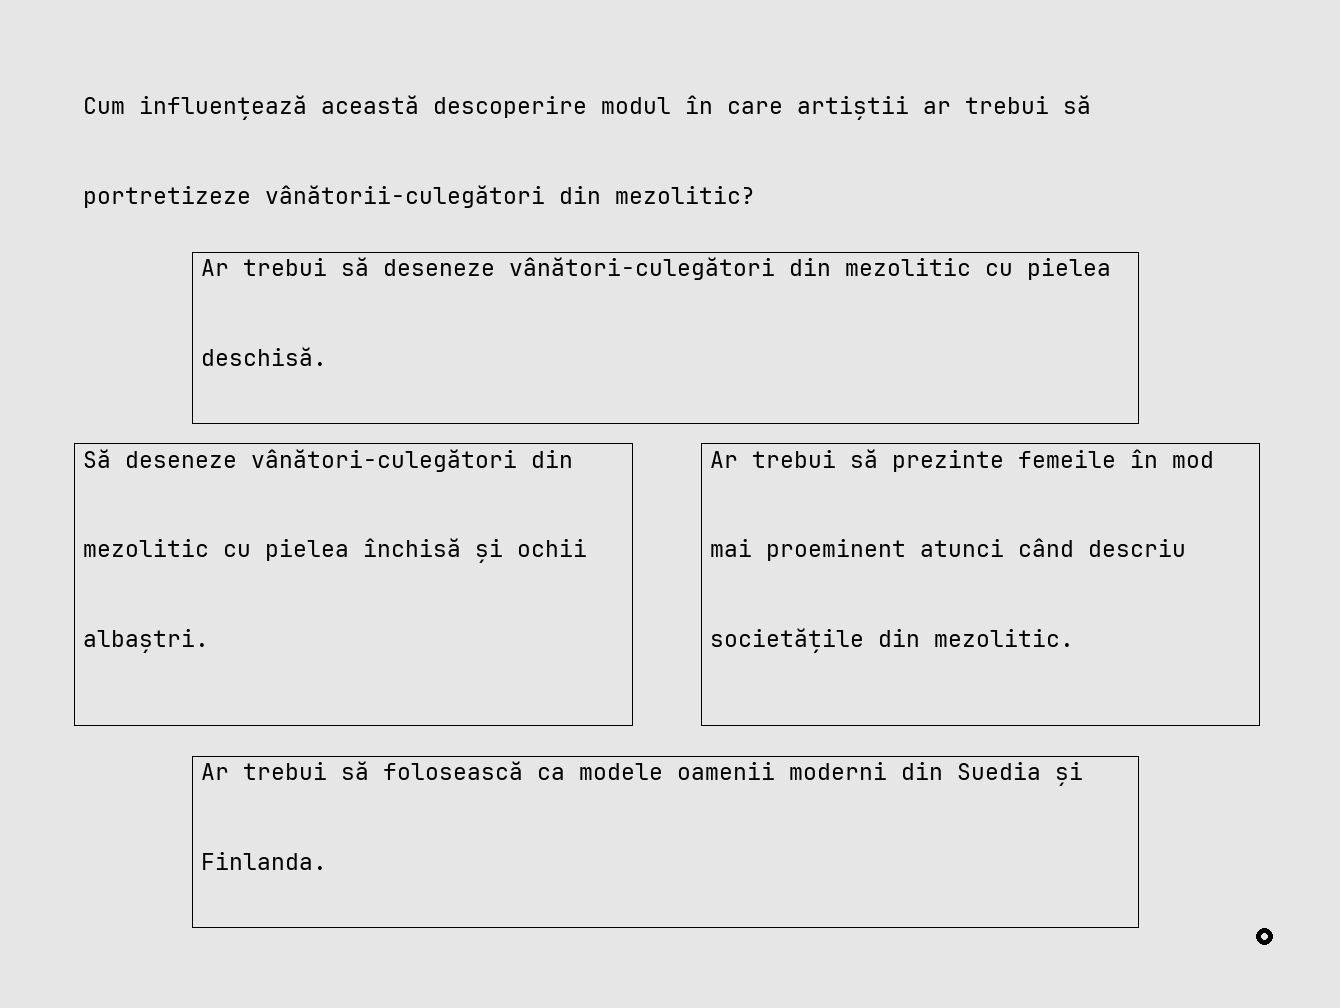 Cum influențează această descoperire modul în care artiștii ar trebui să
portretizeze vânătorii-culegători din mezolitic?
Ar trebui să deseneze vânători-culegători din mezolitic cu pielea
deschisă.
Să deseneze vânători-culegători din
mezolitic cu pielea închisă și ochii
albaștri.
Ar trebui să prezinte femeile în mod
mai proeminent atunci când descriu
societățile din mezolitic.
Ar trebui să folosească ca modele oamenii moderni din Suedia și
Finlanda.